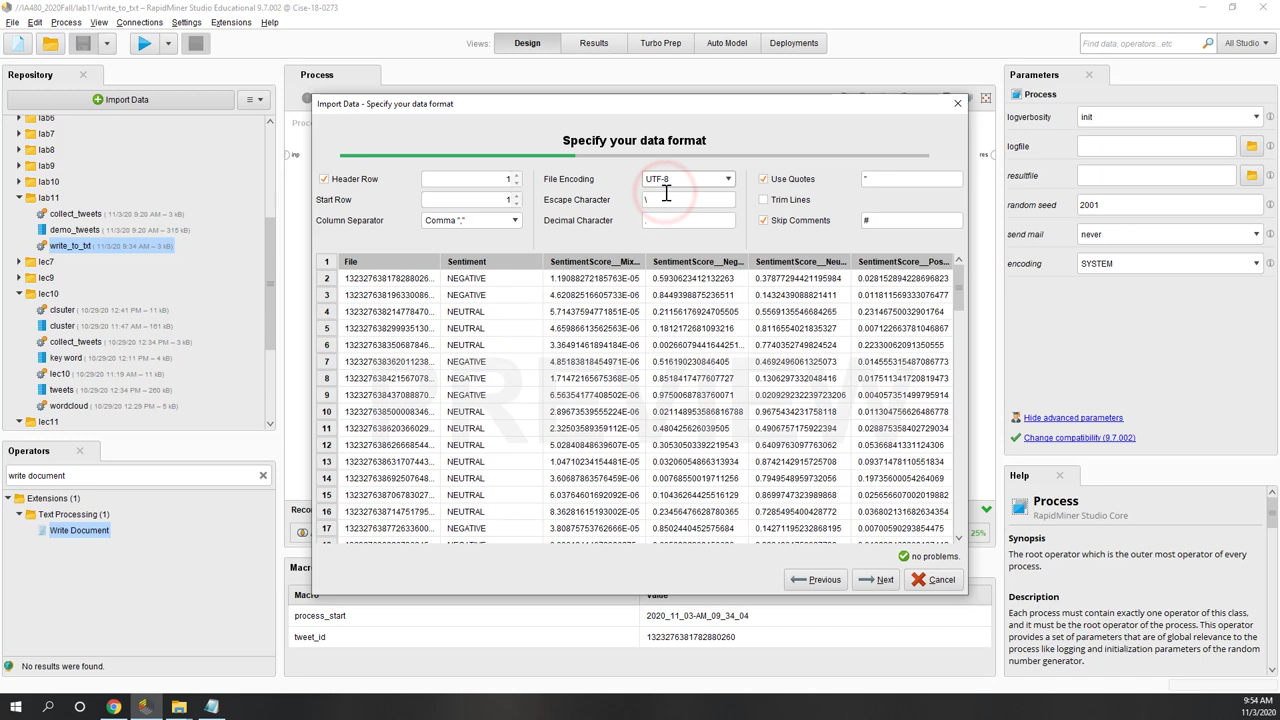 //IA480_2020Fall/lab11/write_to_txt – RapidMiner Studio Educational 9.7.002 @ Cise-18-0273
File Edit Process View Connections Settings Extensions Help
Views: Design Results Turbo Prep Auto Model Deployments
Find data, operators...etc All Studio
Repository
Import Data
lab6
lab7
lab8
lab9
lab10
lab11
collect_tweets (11/3/20 9:20 AM – 3 kB)
demo_tweets (11/3/20 9:20 AM – 315 kB)
write_to_txt (11/3/20 9:34 AM – 3 kB)
lec7
lec9
lec10
clsuter (10/29/20 12:41 PM – 11 kB)
cluster (10/29/20 11:47 AM – 151 kB)
collect_tweets (10/29/20 12:34 PM – 3 kB)
key word (10/29/20 12:11 PM – 4 kB)
lec10 (10/29/20 11:19 AM – 1 kB)
tweets (10/29/20 12:34 PM – 260 kB)
wordcloud (10/29/20 12:29 PM – 5 kB)
lec11
Operators
write document
Extensions (1)
Text Processing (1)
Write Document
No results were found.
Process
inp
res
25%
Import Data - Specify your data format
Specify your data format
Header Row 1 File Encoding UTF-8 Use Quotes "
Start Row 1 Escape Character \ Trim Lines
Column Separator Comma "," Decimal Character . Skip Comments #
1 File Sentiment SentimentScore__Mix... SentimentScore__Neg... SentimentScore__Neu... SentimentScore__Pos...
2 132327638178288026... NEGATIVE 1.19088272185763E-05 0.5930623412132263 0.37877294421195984 0.028152894228696823
3 132327638196330086... NEGATIVE 4.62082516605733E-06 0.8449398875236511 0.1432439088821411 0.011811569333076477
4 132327638214778470... NEUTRAL 5.71437594771851E-05 0.21156176924705505 0.5569135546684265 0.23146750032901764
5 132327638299935130... NEUTRAL 4.65986613562563E-06 0.1812172681093216 0.8116554021835327 0.007122663781046867
6 132327638350687846... NEUTRAL 3.36491461894184E-06 0.0026607944164425​1... 0.7740352749824524 0.22330062091350555
7 132327638362011238... NEGATIVE 4.85183818454971E-06 0.516190230846405 0.4692496061325073 0.014555315487086773
8 132327638421567078... NEGATIVE 1.71472165675368E-05 0.8518417477607727 0.1306297332048416 0.017511341720819473
9 132327638437088870... NEGATIVE 6.56354177408502E-06 0.9750068783760071 0.020929232239723206 0.004057351499795914
10 132327638500008346... NEUTRAL 2.89673539555224E-06 0.021148953586816788 0.9675434231758118 0.01130475662648​6778
11 132327638620366029... NEUTRAL 2.32503589359112E-05 0.480425626039505 0.4906757175922394 0.028875358402729034
12 132327638626668544... NEUTRAL 5.02840848639607E-05 0.30530503392219543 0.6409763097763062 0.05366841331124306
13 132327638631707443... NEUTRAL 1.04710234154481E-05 0.03206054866313934 0.8742142915725708 0.09371478110551834
14 132327638692507648... NEUTRAL 3.60687863576459E-06 0.00768550019711256 0.7949548959732056 0.19735600054264069
15 132327638706783027... NEUTRAL 6.03764601692092E-06 0.10436264425516129 0.8699747323989868 0.025656607002019882
16 132327638714751795... NEUTRAL 8.36281615193002E-05 0.23456476628780365 0.7285495400428772 0.036802131682634354
17 132327638772633600... NEGATIVE 3.80875753762666E-05 0.8502440452575684 0.14271179132868195 0.00700590293854475
PREVIEW
no problems.
Previous Next Cancel
Macro Value
process_start 2020_11_03-AM_09_34_04
tweet_id 1323276381782880260
Parameters
Process
logverbosity init
logfile
resultfile
random seed 2001
send mail never
encoding SYSTEM
Hide advanced parameters
Change compatibility (9.7.002)
Help
Process
RapidMiner Studio Core
Synopsis
The root operator which is the outer most operator of every
process.
Description
Each process must contain exactly one operator of this class,
and it must be the root operator of the process. This operator
provides a set of parameters that are of global relevance to the
process like logging and initialization parameters of the
random number generator.
9:54 AM
11/3/2020